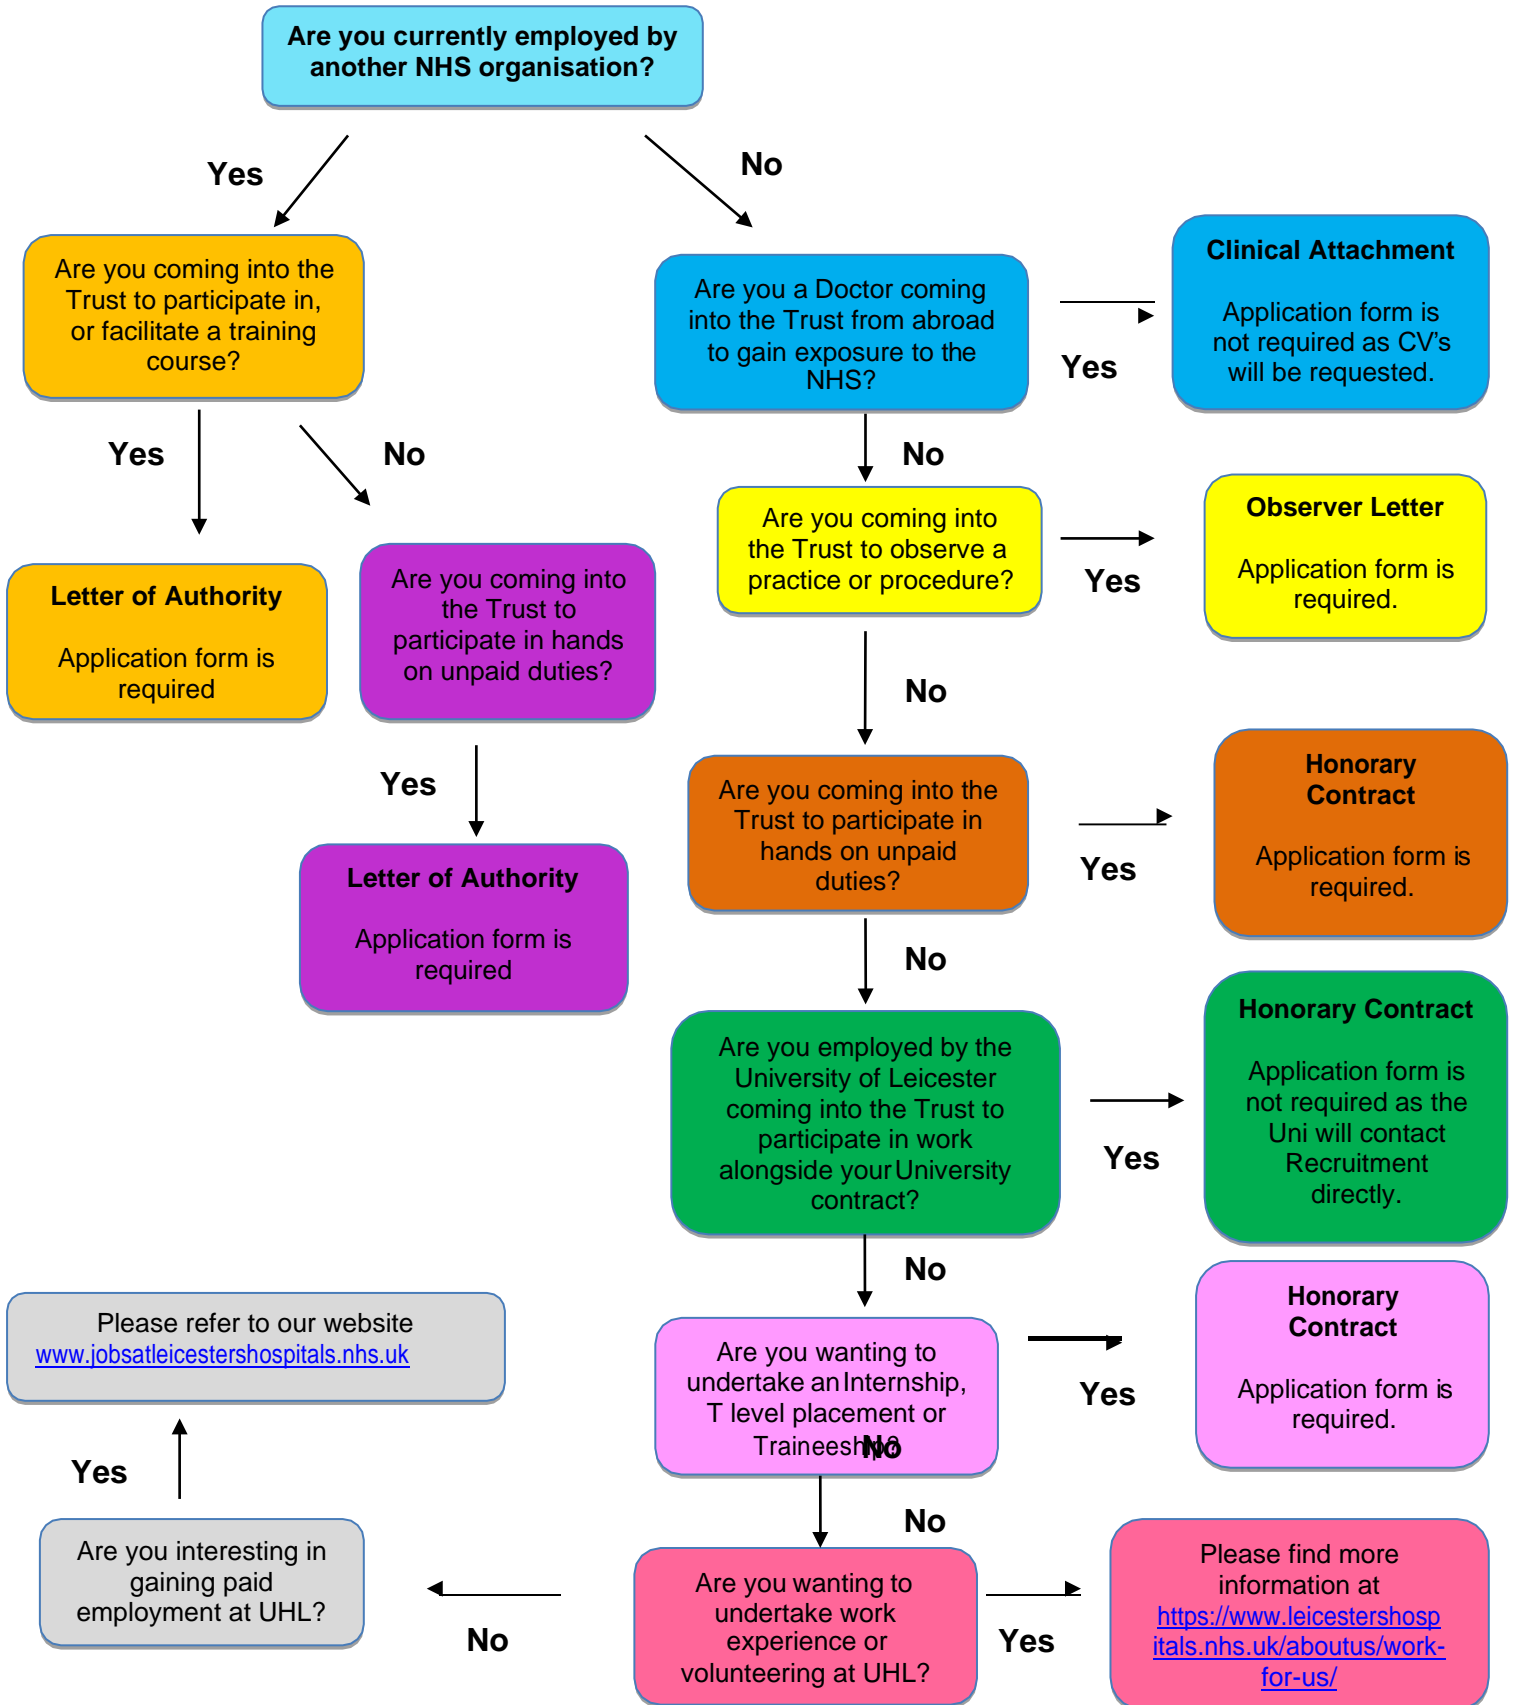 Are you currently employed by
another NHS organisation?
Yes
No
Are you coming into the
Trust to participate in,
or facilitate a training
course?
Are you a Doctor coming
into the Trust from abroad
to gain exposure to the
NHS?
Yes
Clinical Attachment
Application form is
not required as CV's
will be requested.
Yes
No
No
Are you coming into
the Trust to observe a
practice or procedure?
Yes
Observer Letter
Application form is
required.
Letter of Authority
Application form is
required
Are you coming into
the Trust to
participate in hands
on unpaid duties?
No
Yes
Are you coming into the
Trust to participate in
hands on unpaid
duties?
Yes
Honorary
Contract
Application form is
required.
Letter of Authority
Application form is
required
No
Are you employed by the
University of Leicester
coming into the Trust to
participate in work
alongside your University
contract?
Yes
Honorary Contract
Application form is
not required as the
Uni will contact
Recruitment
directly.
No
Please refer to our website
www.jobsatleicestershospitals.nhs.uk
Are you wanting to
undertake an Internship,
T level placement or
Traineeship?
No
Yes
Honorary
Contract
Application form is
required.
Yes
No
Are you interesting in
gaining paid
employment at UHL?
No
Are you wanting to
undertake work
experience or
volunteering at UHL?
Yes
Please find more
information at
https://www.leicestershosp
itals.nhs.uk/aboutus/work-
for-us/